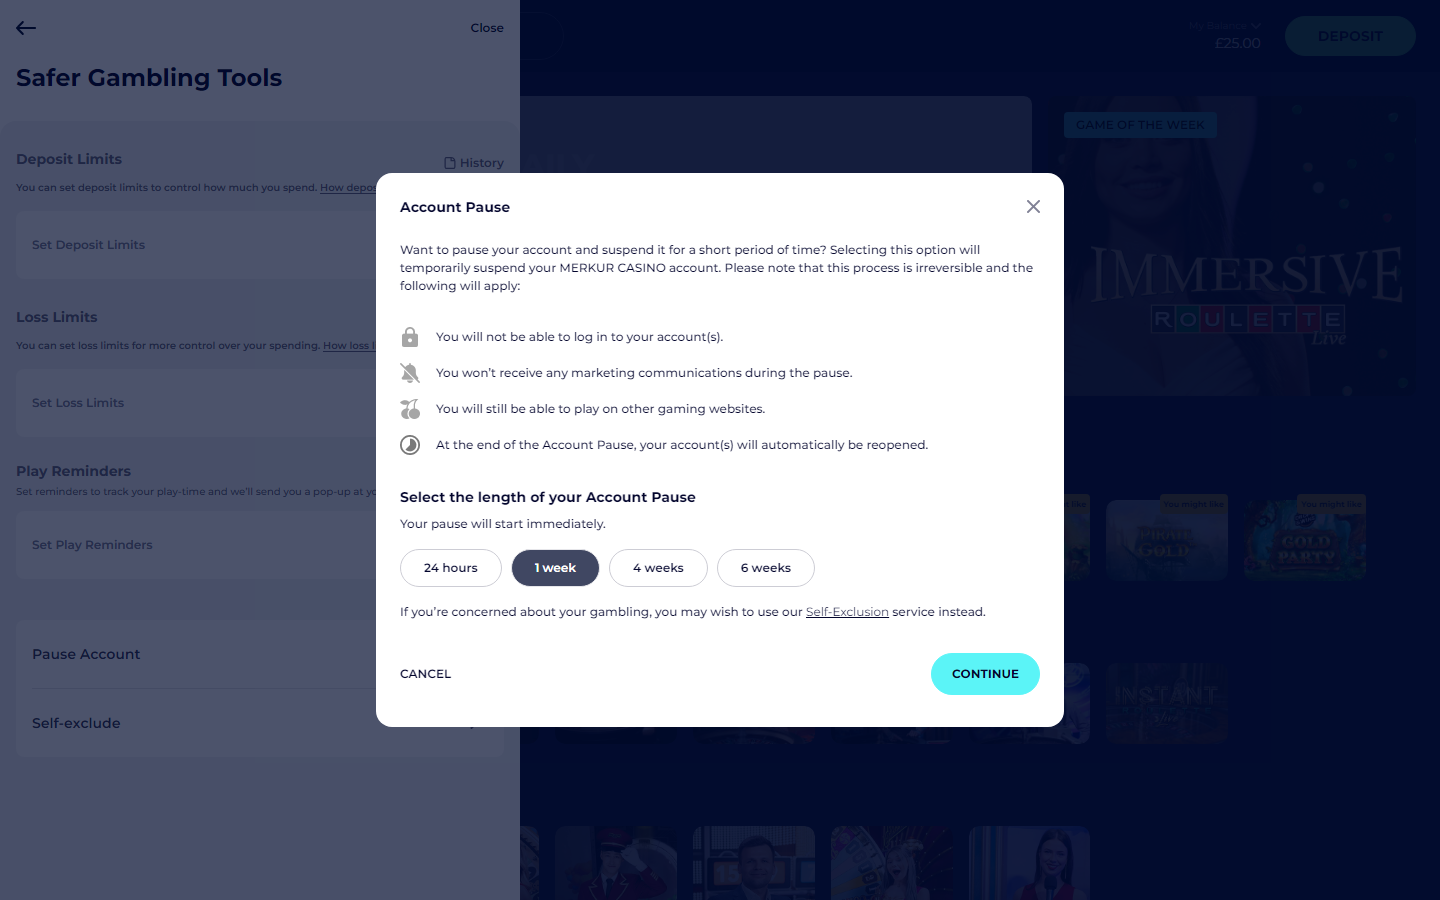 Close
Safer Gambling Tools
Deposit Limits
History
You can set deposit limits to control how much you spend. How depos
Set Deposit Limits
Loss Limits
You can set loss limits for more control over your spending. How loss l
Set Loss Limits
Play Reminders
Set reminders to track your play-time and we'll send you a pop-up at yo
Set Play Reminders
Pause Account
Self-exclude
My Balance
£25.00
DEPOSIT
GAME OF THE WEEK
IMMERSIVE
ROULETTE
Live
Account Pause
Want to pause your account and suspend it for a short period of time? Selecting this option will
temporarily suspend your MERKUR CASINO account. Please note that this process is irreversible and the
following will apply:
You will not be able to log in to your account(s).
You won't receive any marketing communications during the pause.
You will still be able to play on other gaming websites.
At the end of the Account Pause, your account(s) will automatically be reopened.
Select the length of your Account Pause
Your pause will start immediately.
24 hours
1 week
4 weeks
6 weeks
If you're concerned about your gambling, you may wish to use our Self-Exclusion service instead.
CANCEL
CONTINUE
like
You might like
You might like
PIRATE
GOLD
GOLD
PARTY
INSTANT